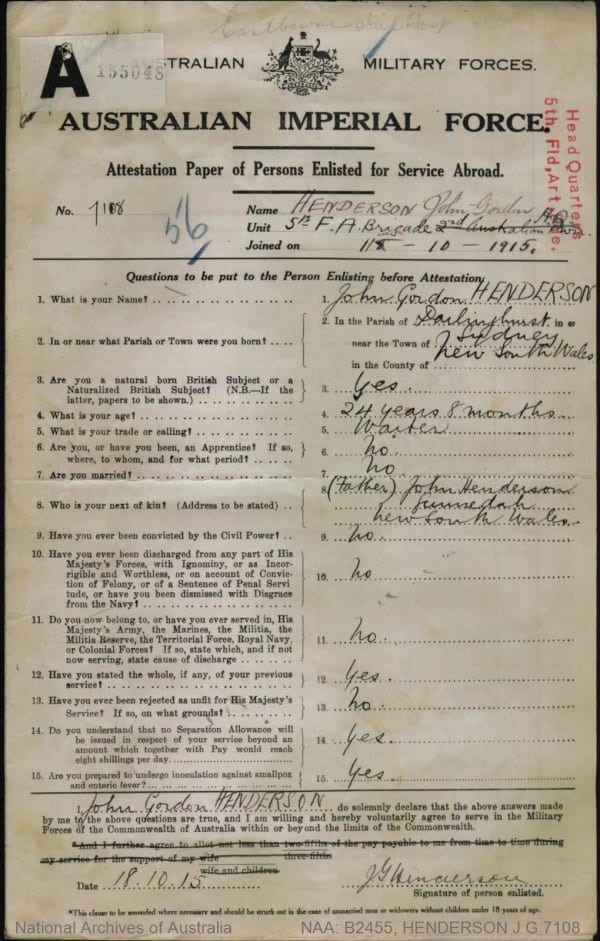 A
155048
AUSTRALIAN MILITARY FORCES.
AUSTRALIAN IMPERIAL FORCE.
Head Quarters
5th Fld, Art
Attestation Paper of Persons Enlisted for Service Abroad.
No. 7108
56
Name HENDERSON John Gordon
Unit 5th F. A. Brigade H.Q. 2nd Australian
Joined on 18 - 10 - 1915.
Questions to be put to the Person Enlisting before Attestation.
1. What is your Name? 1. John Gordon HENDERSON
2. In or near what Parish or Town were you born? 2. In the Parish of Darlinghurst in or
near the Town of Sydney
in the County of New South Wales
3. Are you a natural born British Subject or a
Naturalized British Subject? (N.B.—If the
latter, papers to be shown.) 3. Yes.
4. What is your age? 4. 24 years 8 months.
5. What is your trade or calling? 5. Waiter
6. Are you, or have you been, an Apprentice? If so,
where, to whom, and for what period? 6. No.
7. Are you married? 7. No
8. Who is your next of kin? (Address to be stated) 8. (Father) John Henderson
New South Wales.
9. Have you ever been convicted by the Civil Power? 9. No.
10. Have you ever been discharged from any part of His
Majesty's Forces, with Ignominy, or as Incor-
rigible and Worthless, or on account of Convic-
tion of Felony, or of a Sentence of Penal Servi-
tude, or have you been dismissed with Disgrace
from the Navy? 10. No
11. Do you now belong to, or have you ever served in, His
Majesty's Army, the Marines, the Militia, the
Militia Reserve, the Territorial Force, Royal Navy,
or Colonial Forces? If so, state which, and if not
now serving, state cause of discharge 11. No.
12. Have you stated the whole, if any, of your previous
service? 12. Yes.
13. Have you ever been rejected as unfit for His Majesty's
Service? If so, on what grounds? 13. No.
14. Do you understand that no Separation Allowance will
be issued in respect of your service beyond an
amount which together with Pay would reach
eight shillings per day. 14. Yes.
15. Are you prepared to undergo inoculation against smallpox
and enteric fever? 15. Yes.
I, John Gordon HENDERSON do solemnly declare that the above answers made
by me to the above questions are true, and I am willing and hereby voluntarily agree to serve in the Military
Forces of the Commonwealth of Australia within or beyond the limits of the Commonwealth.
*And I further agree to allot not less than two-fifths of the pay payable to me from time to time during
three-fifths
my service for the support of my wife
wife and children
Date 18.10.15 J G Henderson
Signature of person enlisted.
*This clause to be amended where necessary and should be struck out in the case of unmarried men or widowers without children under 18 years of age.
National Archives of Australia NAA: B2455, HENDERSON J G 7108